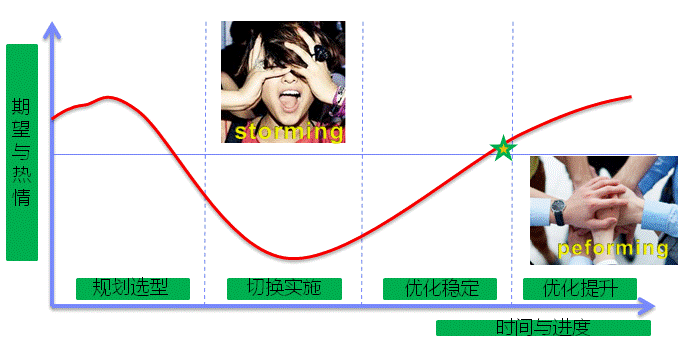 期望与热情
storming
peforming
规划选型
切换实施
优化稳定
优化提升
时间与进度